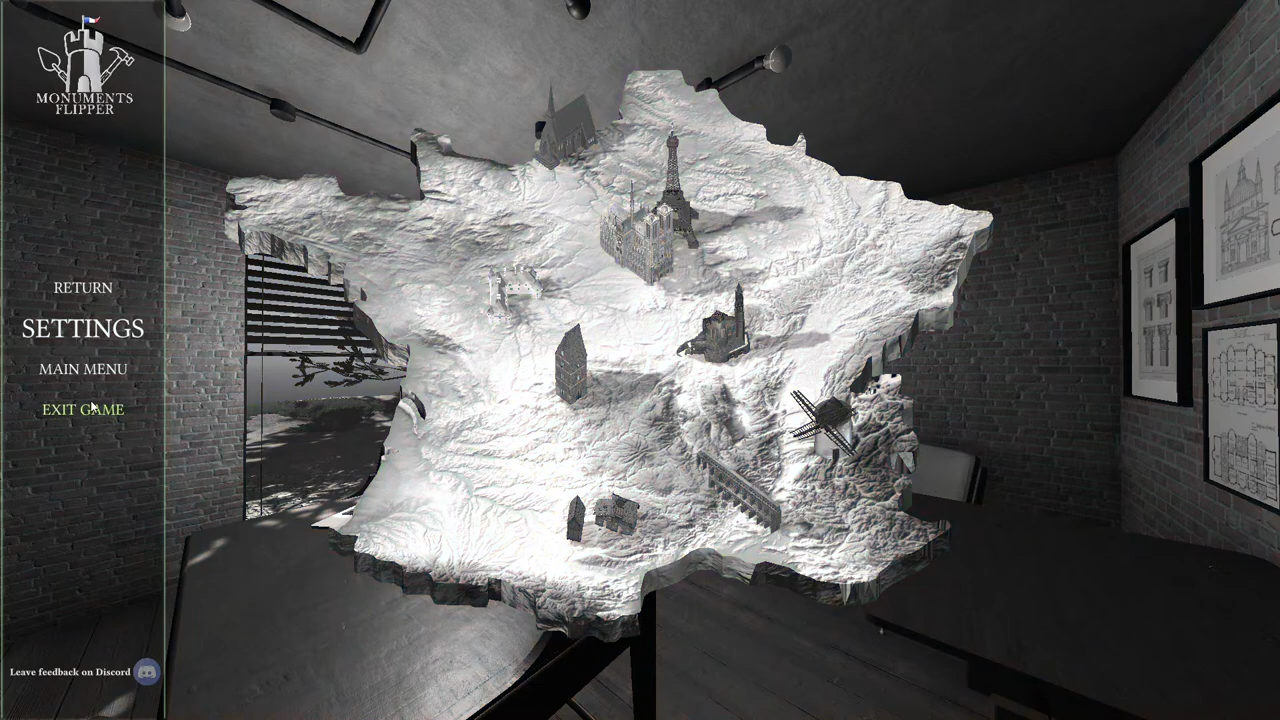 MONUMENTS
FLIPPER
RETURN
SETTINGS
MAIN MENU
EXIT GAME
Leave feedback on Discord